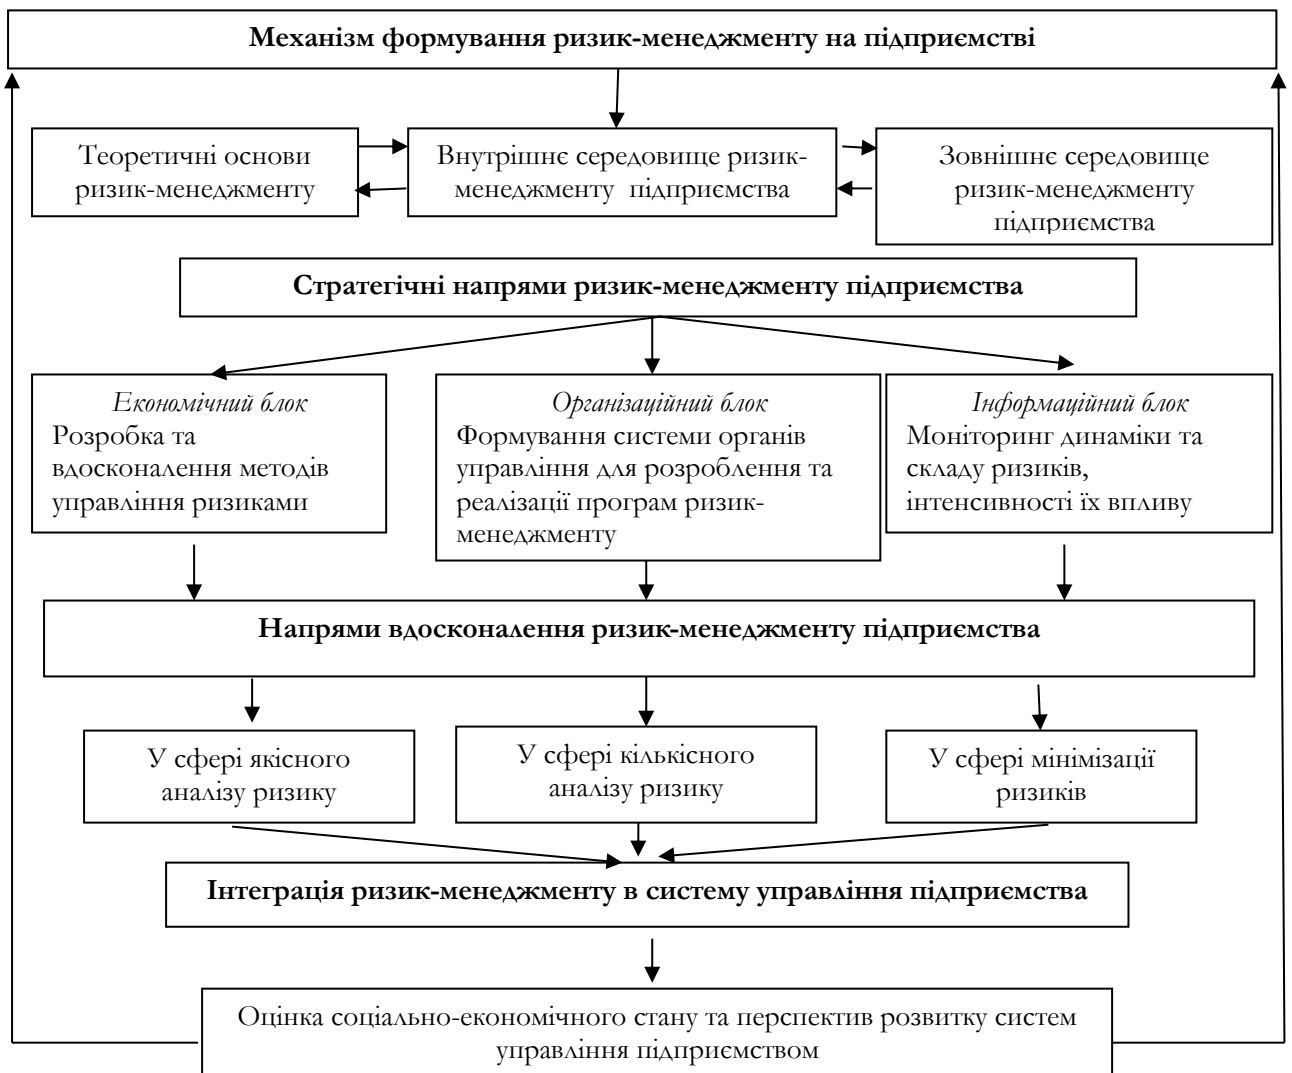 Механізм формування ризик-менеджменту на підприємстві
Теоретичні основи
ризик-менеджменту
Внутрішнє середовище ризик-
менеджменту підприємства
Зовнішнє середовище
ризик-менеджменту
підприємства
Стратегічні напрями ризик-менеджменту підприємства
Економічний блок
Розробка та
вдосконалення методів
управління ризиками
Організаційний блок
Формування системи органів
управління для розроблення та
реалізації програм ризик-
менеджменту
Інформаційний блок
Моніторинг динаміки та
складу ризиків,
інтенсивності їх впливу
Напрями вдосконалення ризик-менеджменту підприємства
У сфері якісного
аналізу ризику
У сфері кількісного
аналізу ризику
У сфері мінімізації
ризиків
Інтеграція ризик-менеджменту в систему управління підприємства
Оцінка соціально-економічного стану та перспектив розвитку систем
управління підприємством